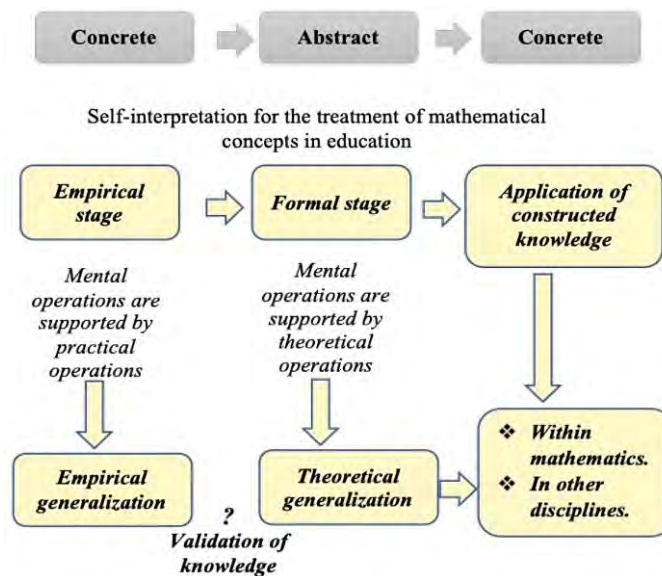 Concrete
Abstract
Concrete
Self-interpretation for the treatment of mathematical
concepts in education
Empirical
stage
Formal stage
Application of
constructed
knowledge
Mental
operations are
supported by
practical
operations
Mental
operations are
supported by
theoretical
operations
Empirical
generalization
Theoretical
generalization
❖ Within
mathematics.
❖ In other
disciplines.
?
Validation of
knowledge